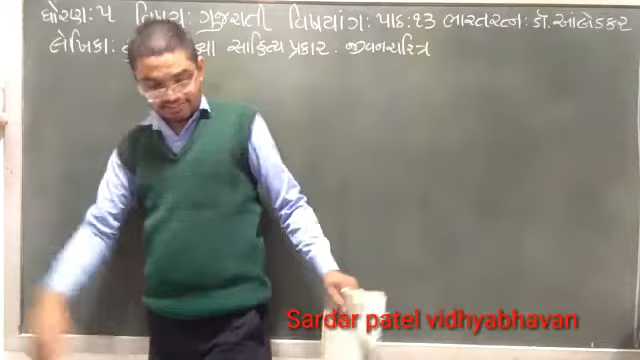 ધોરણ: ૫ વિષય: ગુજરાતી વિષયાંગ: પાઠ: ૧૩ ભારતરત્ન: ડૉ. આંબેડકર
લેખિકા: સાહિત્ય પ્રકાર. જીવનચરિત્ર
Sardar patel vidhyabhavan